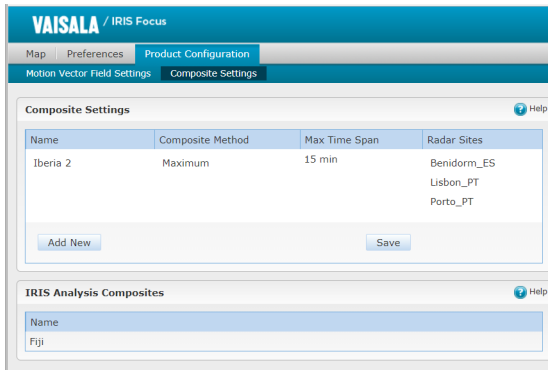 VAISALA / IRIS Focus
Map Preferences Product Configuration
Motion Vector Field Settings Composite Settings
Composite Settings ? Help
Name Composite Method Max Time Span Radar Sites
Iberia 2 Maximum 15 min Benidorm_ES
Lisbon_PT
Porto_PT
Add New Save
IRIS Analysis Composites ? Help
Name
Fiji